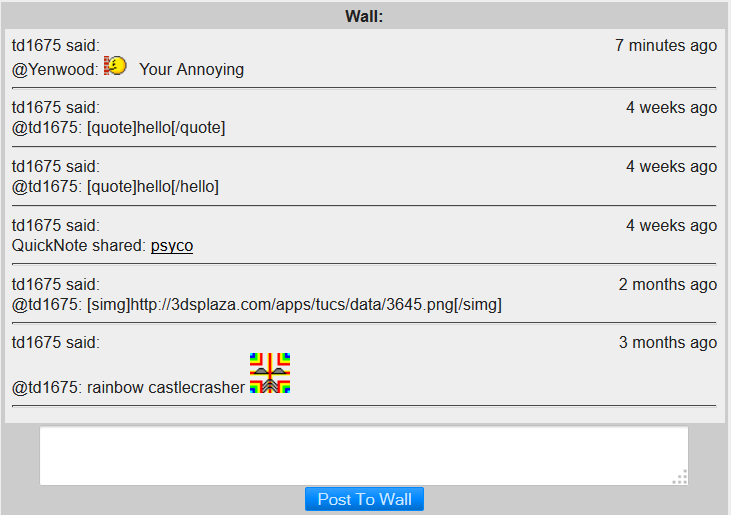 Wall:
td1675 said: 7 minutes ago
@Yenwood: Your Annoying
td1675 said: 4 weeks ago
@td1675: [quote]hello[/quote]
td1675 said: 4 weeks ago
@td1675: [quote]hello[/hello]
td1675 said: 4 weeks ago
QuickNote shared: psyco
td1675 said: 2 months ago
@td1675: [simg]http://3dsplaza.com/apps/tucs/data/3645.png[/simg]
td1675 said: 3 months ago
@td1675: rainbow castlecrasher
Post To Wall